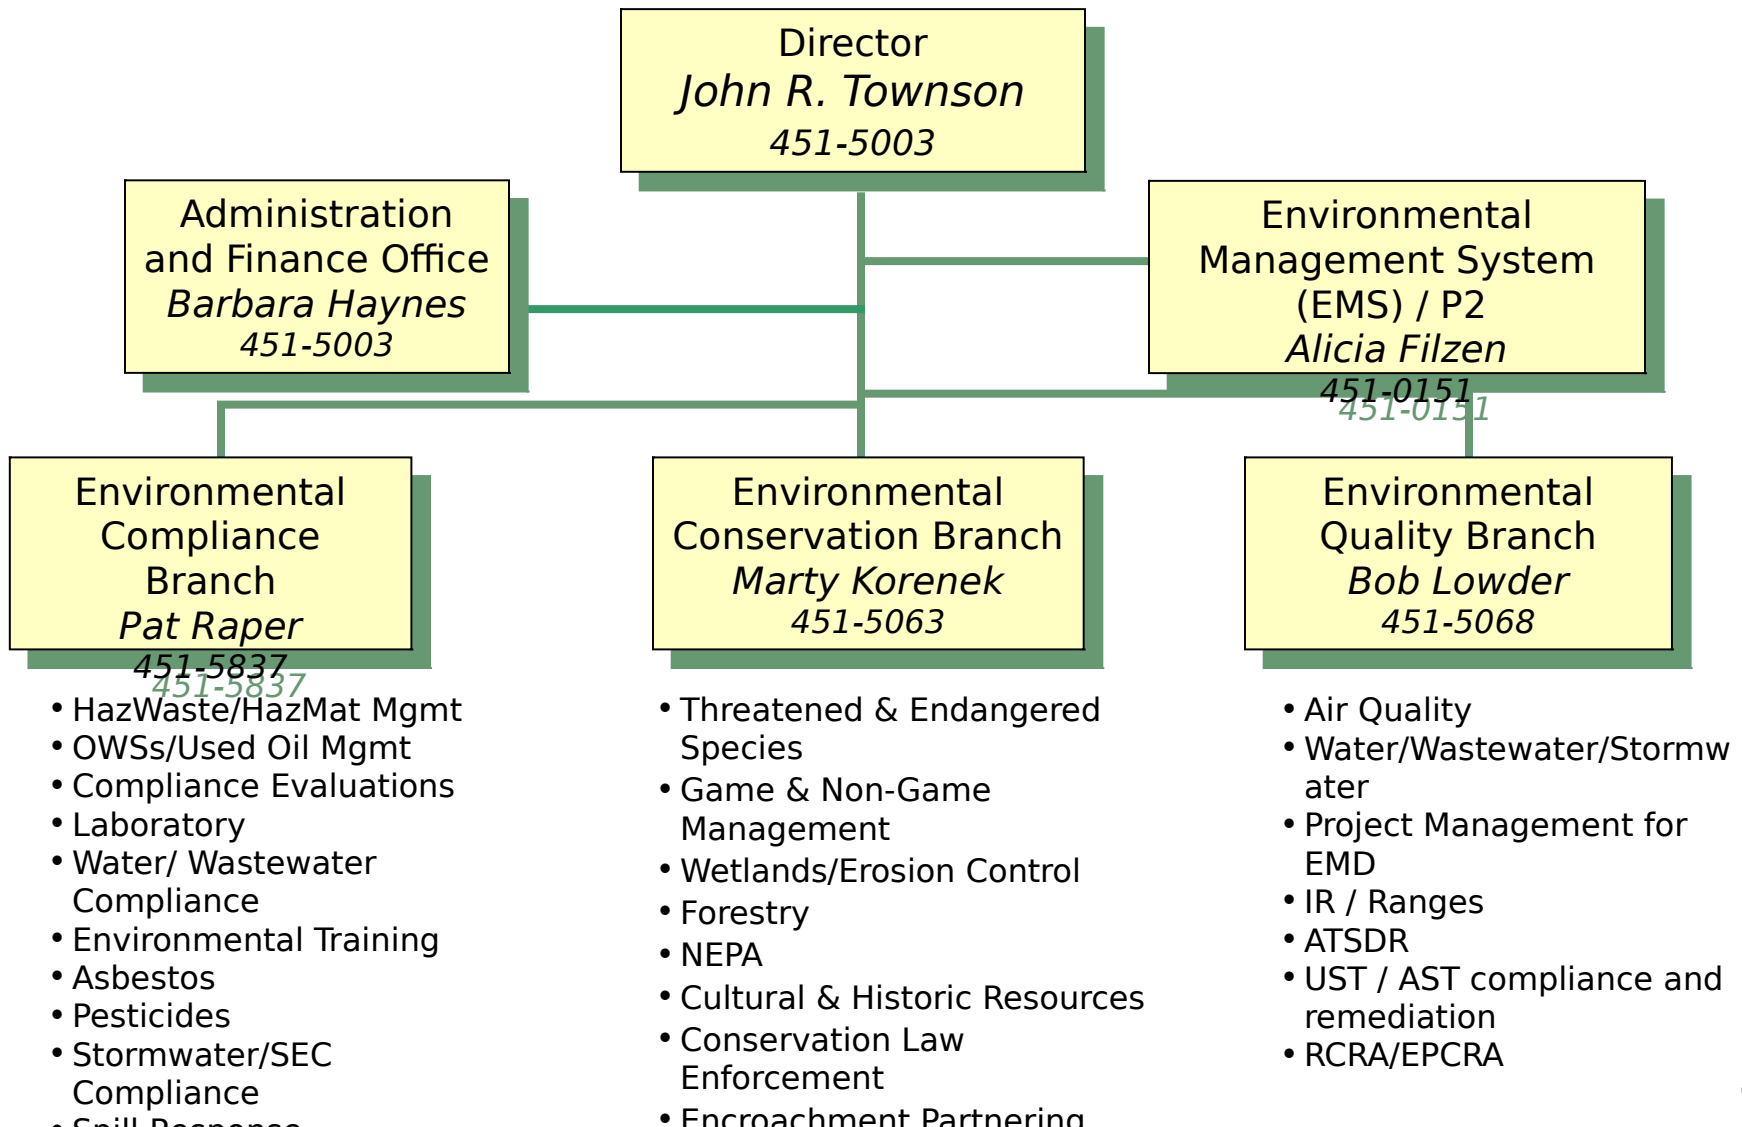 Director
John R. Townson
451-5003
Administration
and Finance Office
Barbara Haynes
451-5003
Environmental
Management System
(EMS) / P2
Alicia Filzen
451-0151
451-0151
Environmental
Compliance
Branch
Pat Raper
451-5837
451-5837
Environmental
Conservation Branch
Marty Korenek
451-5063
Environmental
Quality Branch
Bob Lowder
451-5068
• HazWaste/HazMat Mgmt
• OWSs/Used Oil Mgmt
• Compliance Evaluations
• Laboratory
• Water/ Wastewater
Compliance
• Environmental Training
• Asbestos
• Pesticides
• Stormwater/SEC
Compliance
• Spill Response
• Threatened & Endangered
Species
• Game & Non-Game
Management
• Wetlands/Erosion Control
• Forestry
• NEPA
• Cultural & Historic Resources
• Conservation Law
Enforcement
• Encroachment Partnering
• Air Quality
• Water/Wastewater/Stormw
ater
• Project Management for
EMD
• IR / Ranges
• ATSDR
• UST / AST compliance and
remediation
• RCRA/EPCRA